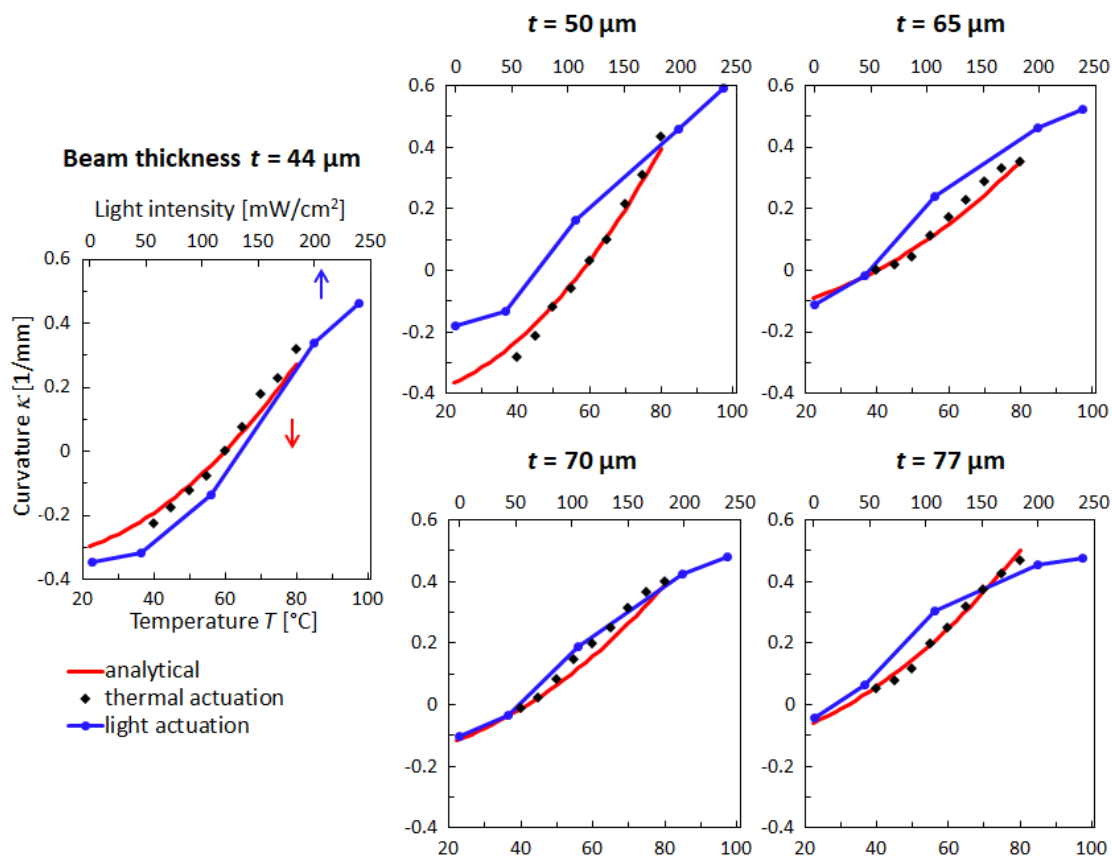 Beam thickness t = 44 µm
Light intensity [mW/cm²]
0 50 100 150 200 250
0.6
0.4
0.2
0
-0.2
-0.4
Curvature κ [1/mm]
20 40 60 80 100
Temperature T [°C]
analytical
thermal actuation
light actuation
t = 50 µm
0 50 100 150 200 250
0.6
0.4
0.2
0
-0.2
-0.4
20 40 60 80 100
t = 65 µm
0 50 100 150 200 250
0.6
0.4
0.2
0
-0.2
-0.4
20 40 60 80 100
t = 70 µm
0 50 100 150 200 250
0.6
0.4
0.2
0.0
-0.2
-0.4
20 40 60 80 100
t = 77 µm
0 50 100 150 200 250
0.6
0.4
0.2
0.0
-0.2
-0.4
20 40 60 80 100